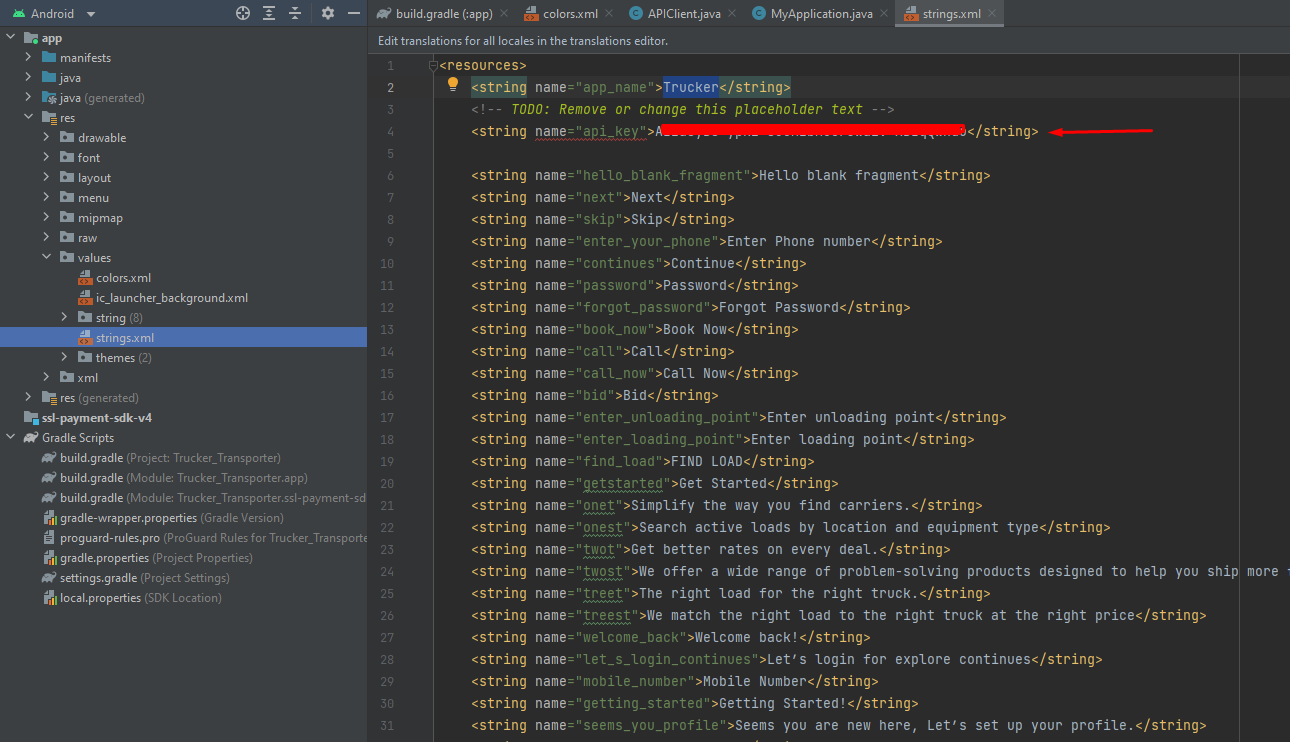 Android
build.gradle (:app)
colors.xml
APIClient.java
MyApplication.java
strings.xml
Edit translations for all locales in the translations editor.
app
manifests
java
java (generated)
res
drawable
font
layout
menu
mipmap
raw
values
colors.xml
ic_launcher_background.xml
string (8)
strings.xml
themes (2)
xml
res (generated)
ssl-payment-sdk-v4
Gradle Scripts
build.gradle (Project: Trucker_Transporter)
build.gradle (Module: Trucker_Transporter.app)
build.gradle (Module: Trucker_Transporter.ssl-payment-sd
gradle-wrapper.properties (Gradle Version)
proguard-rules.pro (ProGuard Rules for Trucker_Transporte
gradle.properties (Project Properties)
settings.gradle (Project Settings)
local.properties (SDK Location)
1 <resources>
2 <string name="app_name">Trucker</string>
3 <!-- TODO: Remove or change this placeholder text -->
4 <string name="api_key"></string>
5
6 <string name="hello_blank_fragment">Hello blank fragment</string>
7 <string name="next">Next</string>
8 <string name="skip">Skip</string>
9 <string name="enter_your_phone">Enter Phone number</string>
10 <string name="continues">Continue</string>
11 <string name="password">Password</string>
12 <string name="forgot_password">Forgot Password</string>
13 <string name="book_now">Book Now</string>
14 <string name="call">Call</string>
15 <string name="call_now">Call Now</string>
16 <string name="bid">Bid</string>
17 <string name="enter_unloading_point">Enter unloading point</string>
18 <string name="enter_loading_point">Enter loading point</string>
19 <string name="find_load">FIND LOAD</string>
20 <string name="getstarted">Get Started</string>
21 <string name="onet">Simplify the way you find carriers.</string>
22 <string name="onest">Search active loads by location and equipment type</string>
23 <string name="twot">Get better rates on every deal.</string>
24 <string name="twost">We offer a wide range of problem-solving products designed to help you ship more
25 <string name="treet">The right load for the right truck.</string>
26 <string name="treest">We match the right load to the right truck at the right price</string>
27 <string name="welcome_back">Welcome back!</string>
28 <string name="let_s_login_continues">Let’s login for explore continues</string>
29 <string name="mobile_number">Mobile Number</string>
30 <string name="getting_started">Getting Started!</string>
31 <string name="seems_you_profile">Seems you are new here, Let’s set up your profile.</string>